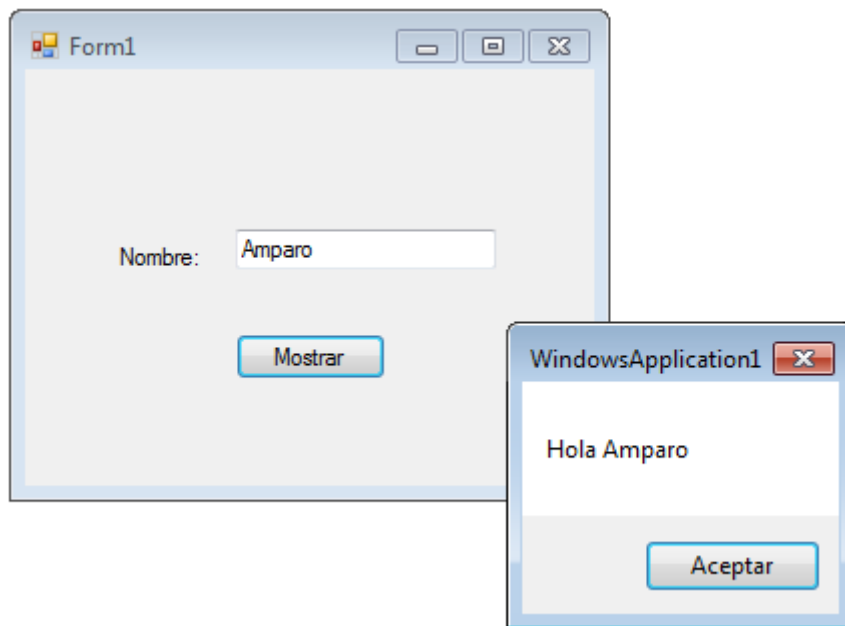 Form1
Nombre:
Amparo
Mostrar
WindowsApplication1
Hola Amparo
Aceptar